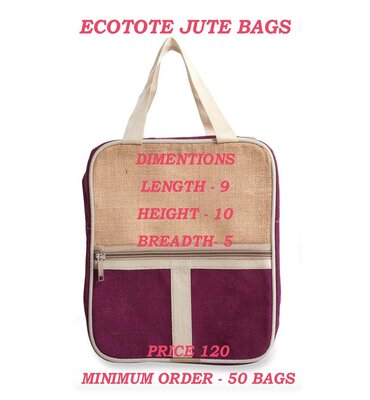 ECOTOTE JUTE BAGS
DIMENTIONS
LENGTH - 9
HEIGHT - 10
BREADTH- 5
PRICE 120
MINIMUM ORDER - 50 BAGS